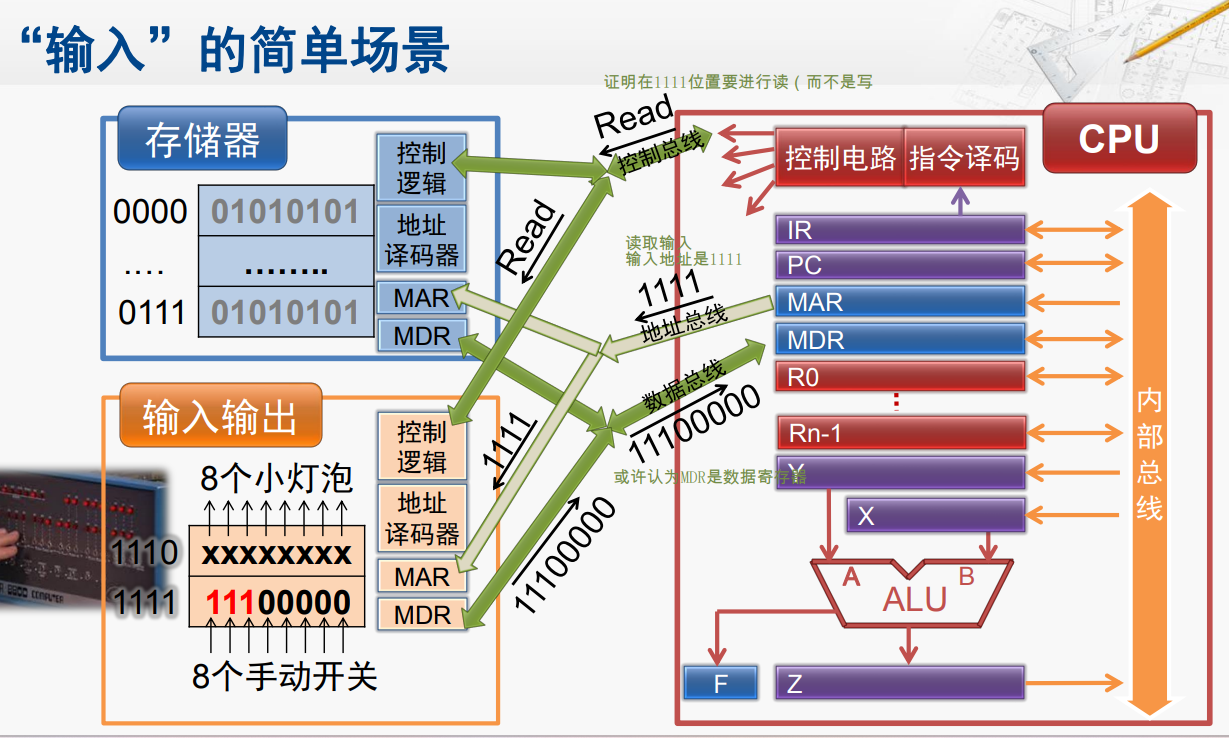 “输入”的简单场景
证明在1111位置要进行读（而不是写
存储器
控制
逻辑
地址
译码器
MAR
MDR
0000 01010101
.... ........
0111 01010101
Read
控制总线
Read
读取输入
输入地址是1111
1111
地址总线
数据总线
11100000
或许认为MDR是数据寄存器
1111
11100000
输入输出
8个小灯泡
1110 xxxxxxxx
1111 11100000
8个手动开关
控制
逻辑
地址
译码器
MAR
MDR
CPU
控制电路 指令译码
IR
PC
MAR
MDR
R0
Rn-1
Y
X
A
B
ALU
F
Z
内部总线